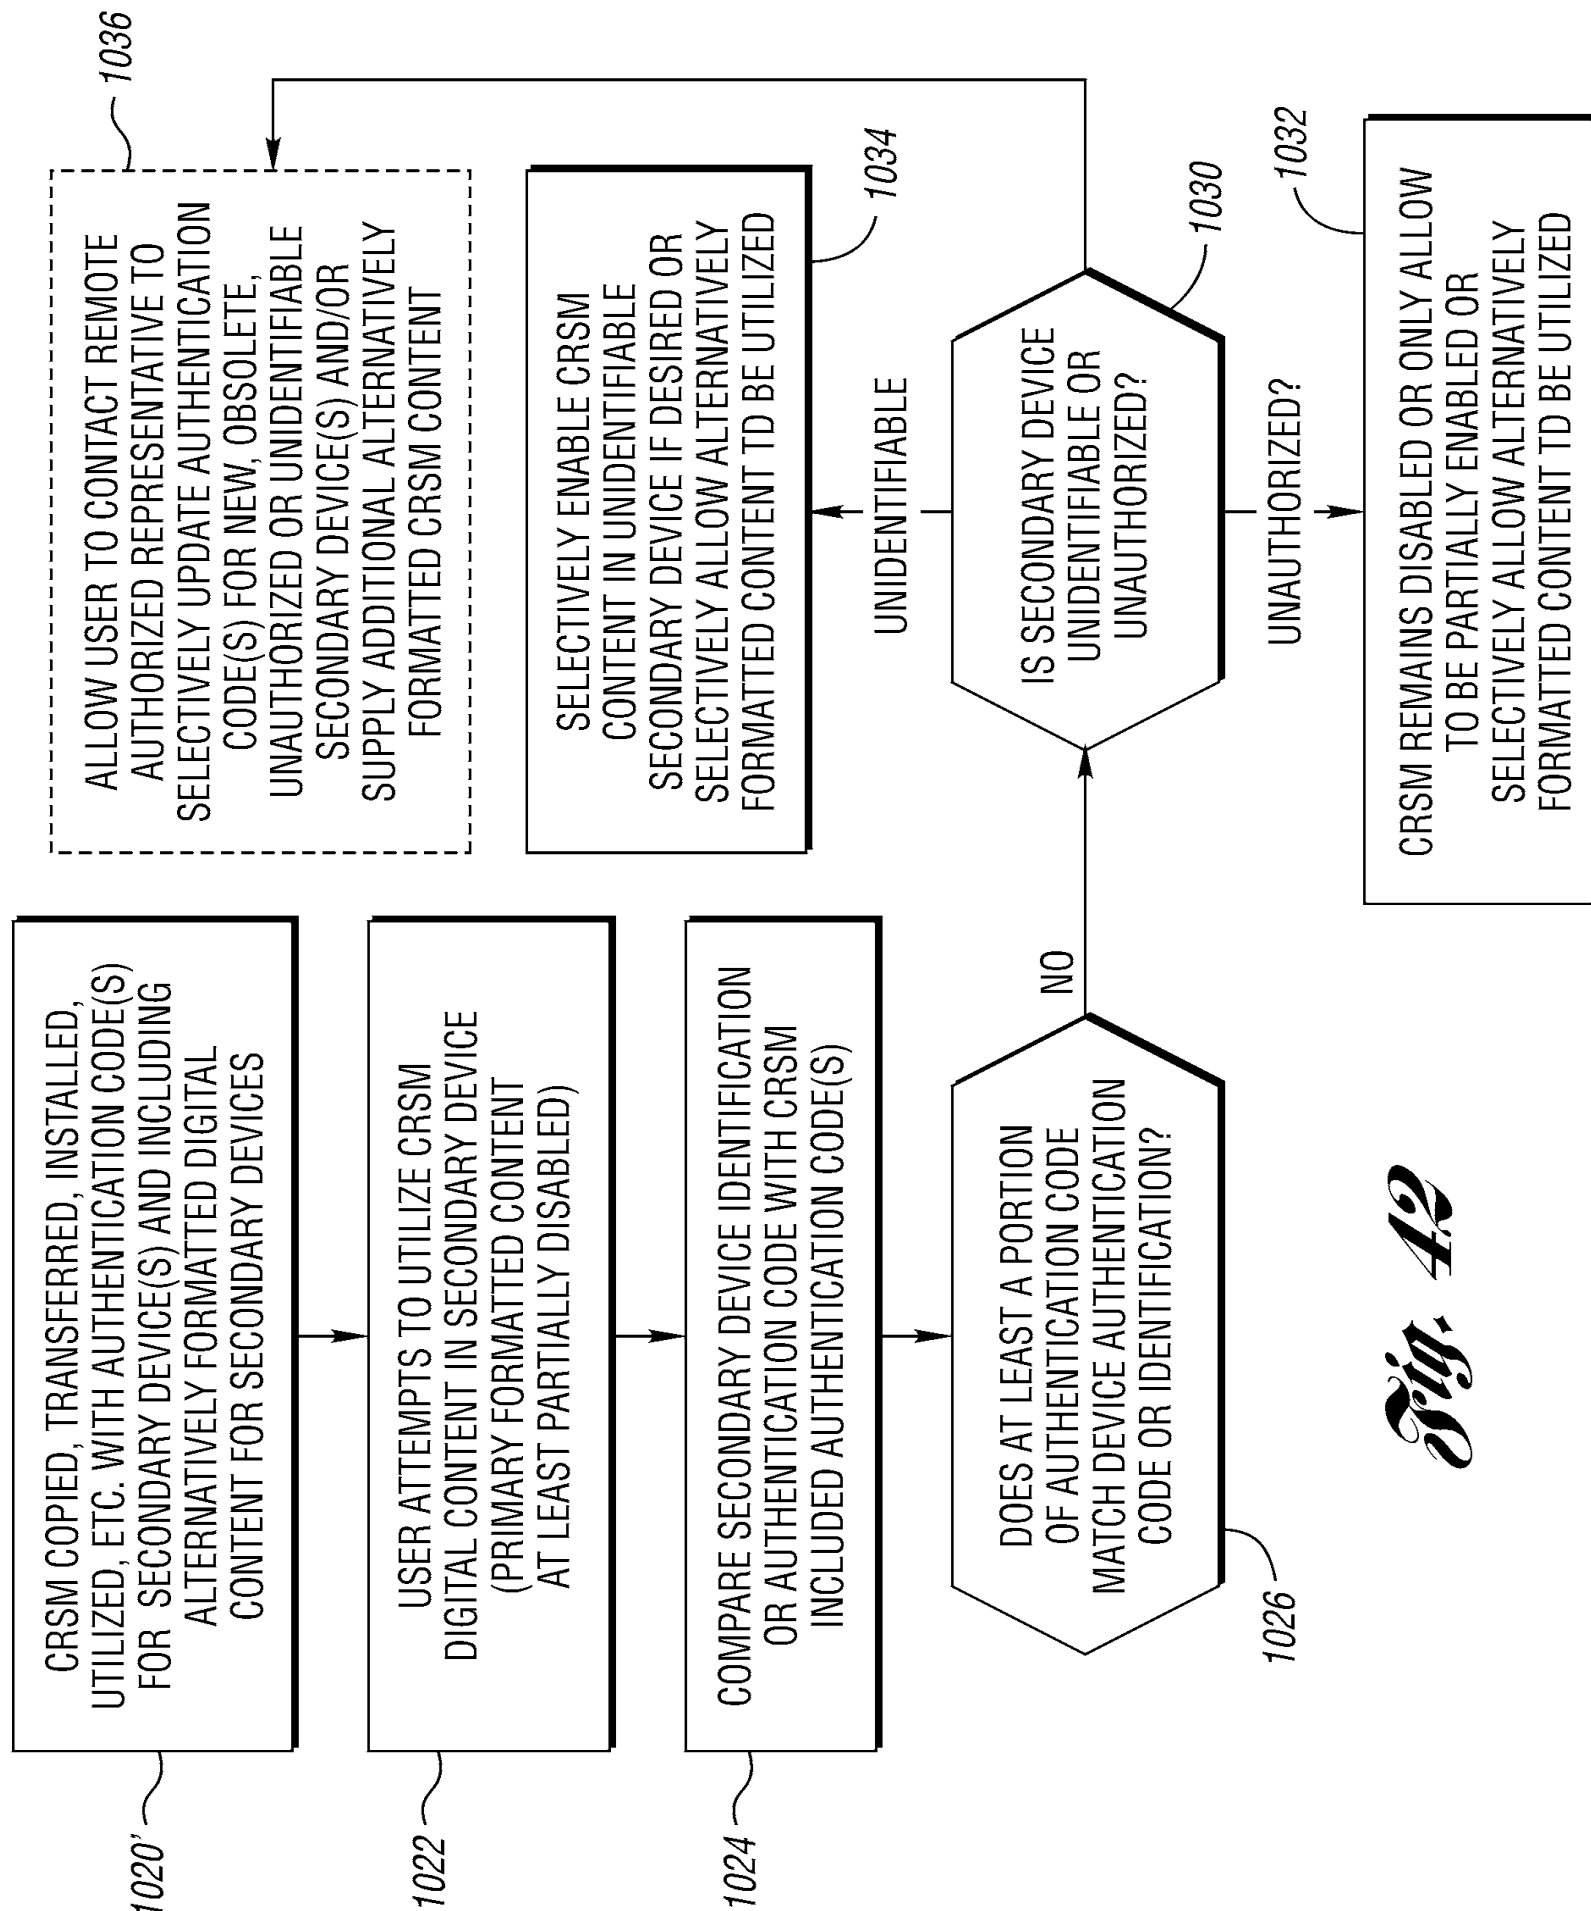 CRSM COPIED, TRANSFERRED, INSTALLED,
UTILIZED, ETC. WITH AUTHENTICATION CODE(S)
FOR SECONDARY DEVICE(S) AND INCLUDING
ALTERNATIVELY FORMATTED DIGITAL
CONTENT FOR SECONDARY DEVICES
1020'
USER ATTEMPTS TO UTILIZE CRSM
DIGITAL CONTENT IN SECONDARY DEVICE
(PRIMARY FORMATTED CONTENT
AT LEAST PARTIALLY DISABLED)
1022
COMPARE SECONDARY DEVICE IDENTIFICATION
OR AUTHENTICATION CODE WITH CRSM
INCLUDED AUTHENTICATION CODE(S)
1024
DOES AT LEAST A PORTION
OF AUTHENTICATION CODE
MATCH DEVICE AUTHENTICATION
CODE OR IDENTIFICATION?
1026
NO
IS SECONDARY DEVICE
UNIDENTIFIABLE OR
UNAUTHORIZED?
1030
UNIDENTIFIABLE
SELECTIVELY ENABLE CRSM
CONTENT IN UNIDENTIFIABLE
SECONDARY DEVICE IF DESIRED OR
SELECTIVELY ALLOW ALTERNATIVELY
FORMATTED CONTENT TD BE UTILIZED
1034
ALLOW USER TO CONTACT REMOTE
AUTHORIZED REPRESENTATIVE TO
SELECTIVELY UPDATE AUTHENTICATION
CODE(S) FOR NEW, OBSOLETE,
UNAUTHORIZED OR UNIDENTIFIABLE
SECONDARY DEVICE(S) AND/OR
SUPPLY ADDITIONAL ALTERNATIVELY
FORMATTED CRSM CONTENT
1036
UNAUTHORIZED?
CRSM REMAINS DISABLED OR ONLY ALLOW
TO BE PARTIALLY ENABLED OR
SELECTIVELY ALLOW ALTERNATIVELY
FORMATTED CONTENT TD BE UTILIZED
1032
Fig. 42